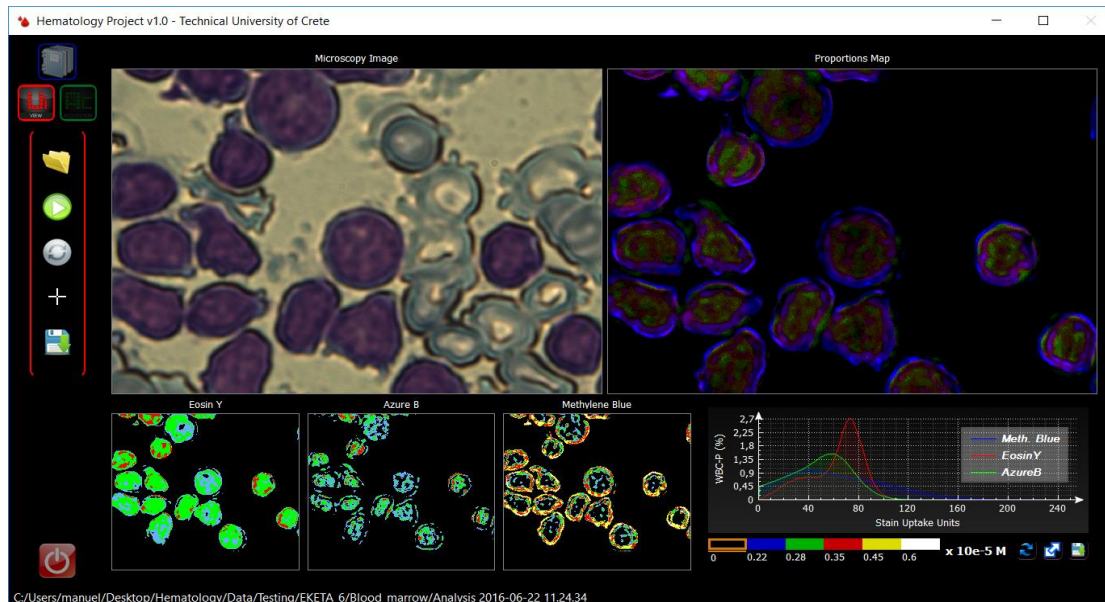 Hematology Project v1.0 - Technical University of Crete
Microscopy Image
Proportions Map
VIEW
Eosin Y
Azure B
Methylene Blue
WBC-P (%)
2,7
2,25
1,8
1,35
0,9
0,45
0
0 40 80 120 160 200 240
Stain Uptake Units
Meth. Blue
EosinY
AzureB
0 0.22 0.28 0.35 0.45 0.6 x 10e-5 M
C:/Users/manuel/Desktop/Hematology/Data/Testing/EKETA_6/Blood_marrow/Analysis 2016-06-22 11.24.34